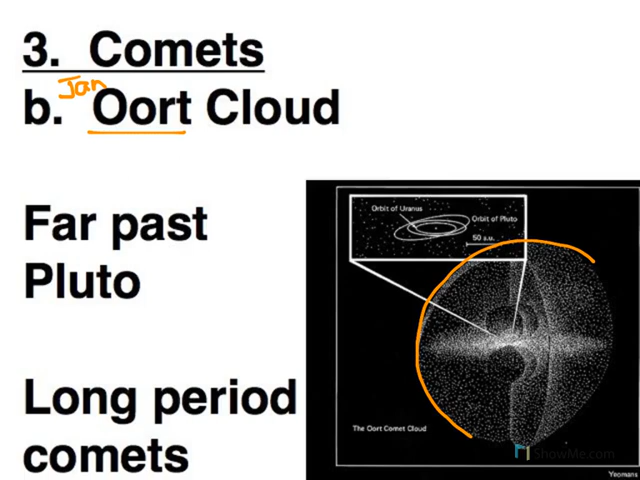 3. Comets
Jan
b. Oort Cloud
Far past
Pluto
Long period
comets
Orbit of Uranus
Orbit of Pluto
50 a.u.
The Oort Comet Cloud
ShowMe.com
Yeomans